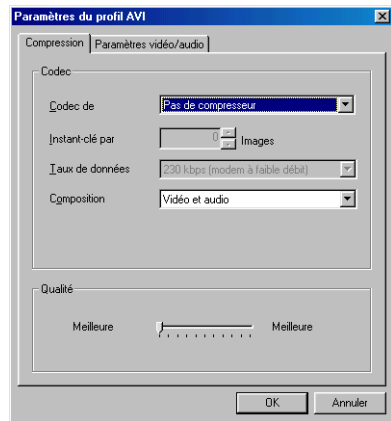 Paramètres du profil AVI
Compression
Paramètres vidéo/audio
Codec
Codec de
Pas de compresseur
Instant-clé par
0
Images
Taux de données
230 kbps (modem à faible débit)
Composition
Vidéo et audio
Qualité
Meilleure
Meilleure
OK
Annuler